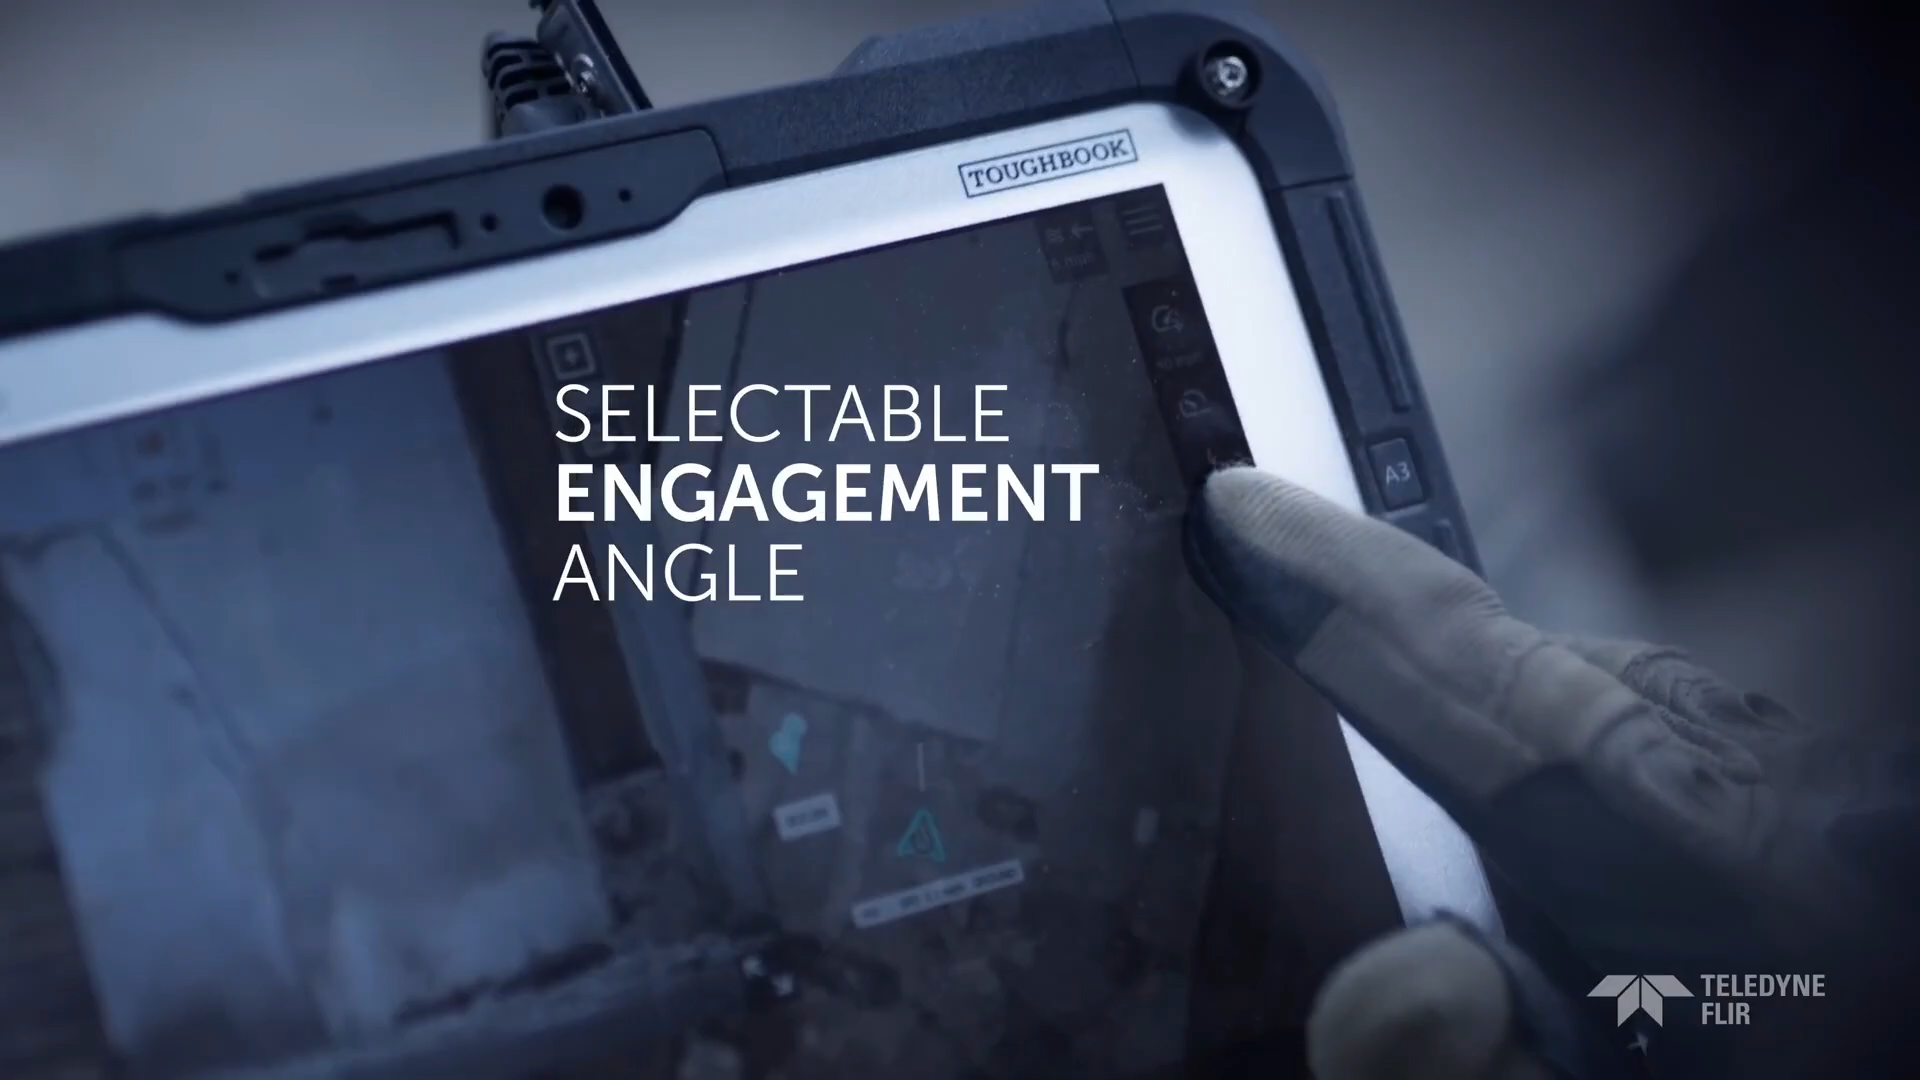 TOUGHBOOK
SELECTABLE
ENGAGEMENT
ANGLE
A3
TELEDYNE
FLIR